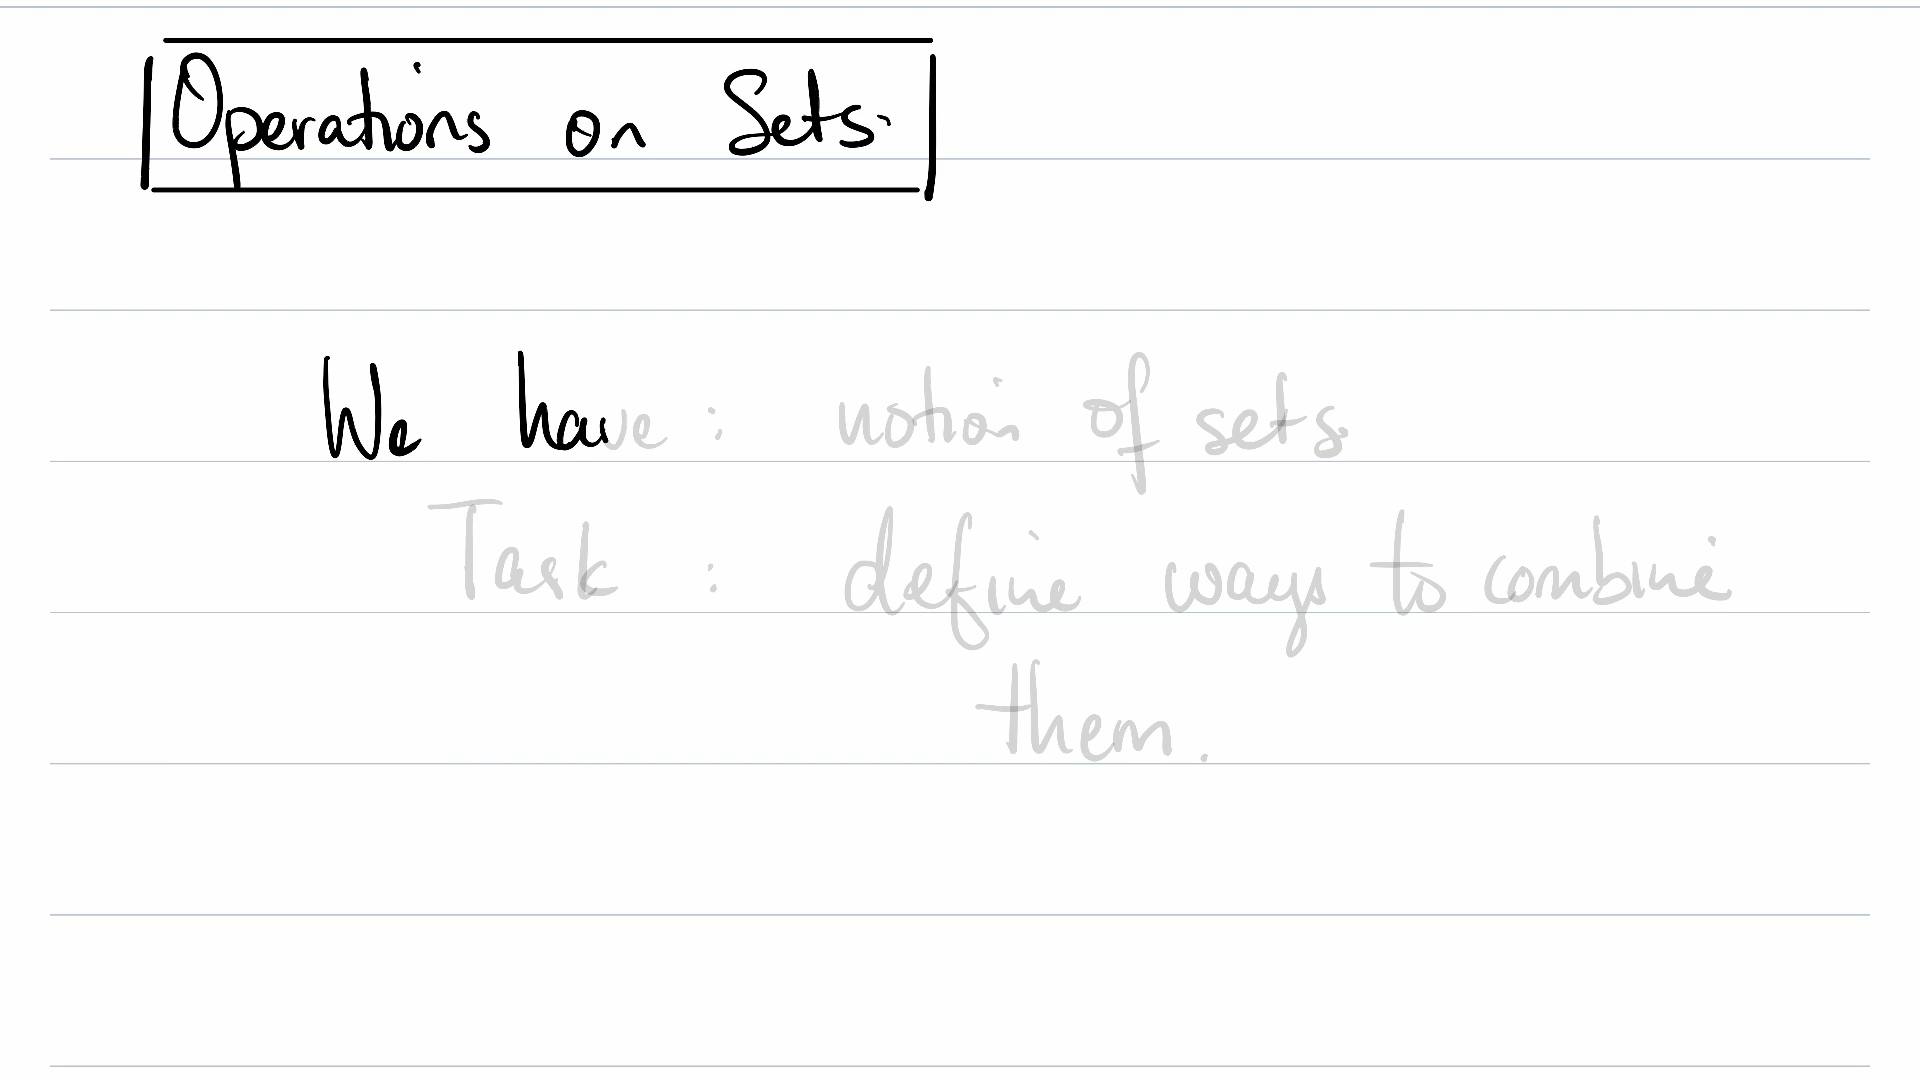 Operations on Sets.
We have : notion of sets.
Task : define ways to combine
them.